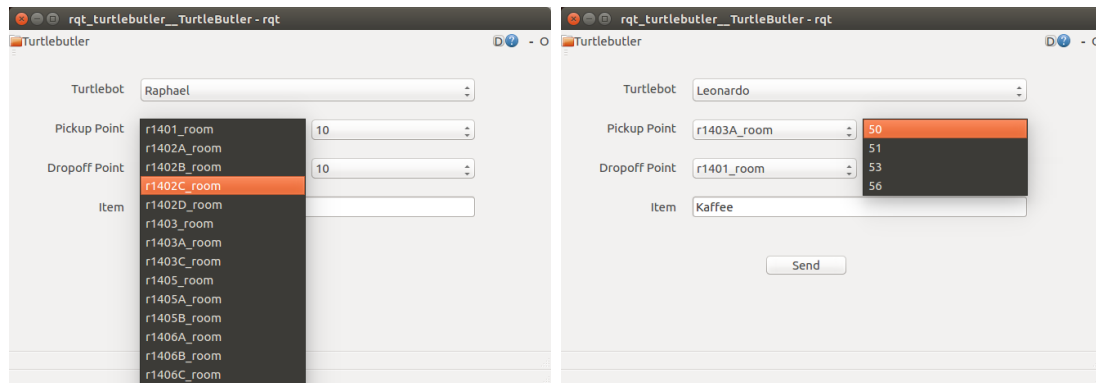 rqt_turtlebutler__TurtleButler - rqt
Turtlebutler
D ? - O
Turtlebot Raphael
Pickup Point r1401_room 10
r1402A_room
Dropoff Point r1402B_room 10
r1402C_room
Item r1402D_room
r1403_room
r1403A_room
r1403C_room
r1405_room
r1405A_room
r1405B_room
r1406A_room
r1406B_room
r1406C_room
rqt_turtlebutler__TurtleButler - rqt
Turtlebutler
D ? - O
Turtlebot Leonardo
Pickup Point r1403A_room 50
51
Dropoff Point r1401_room 53
56
Item Kaffee
Send